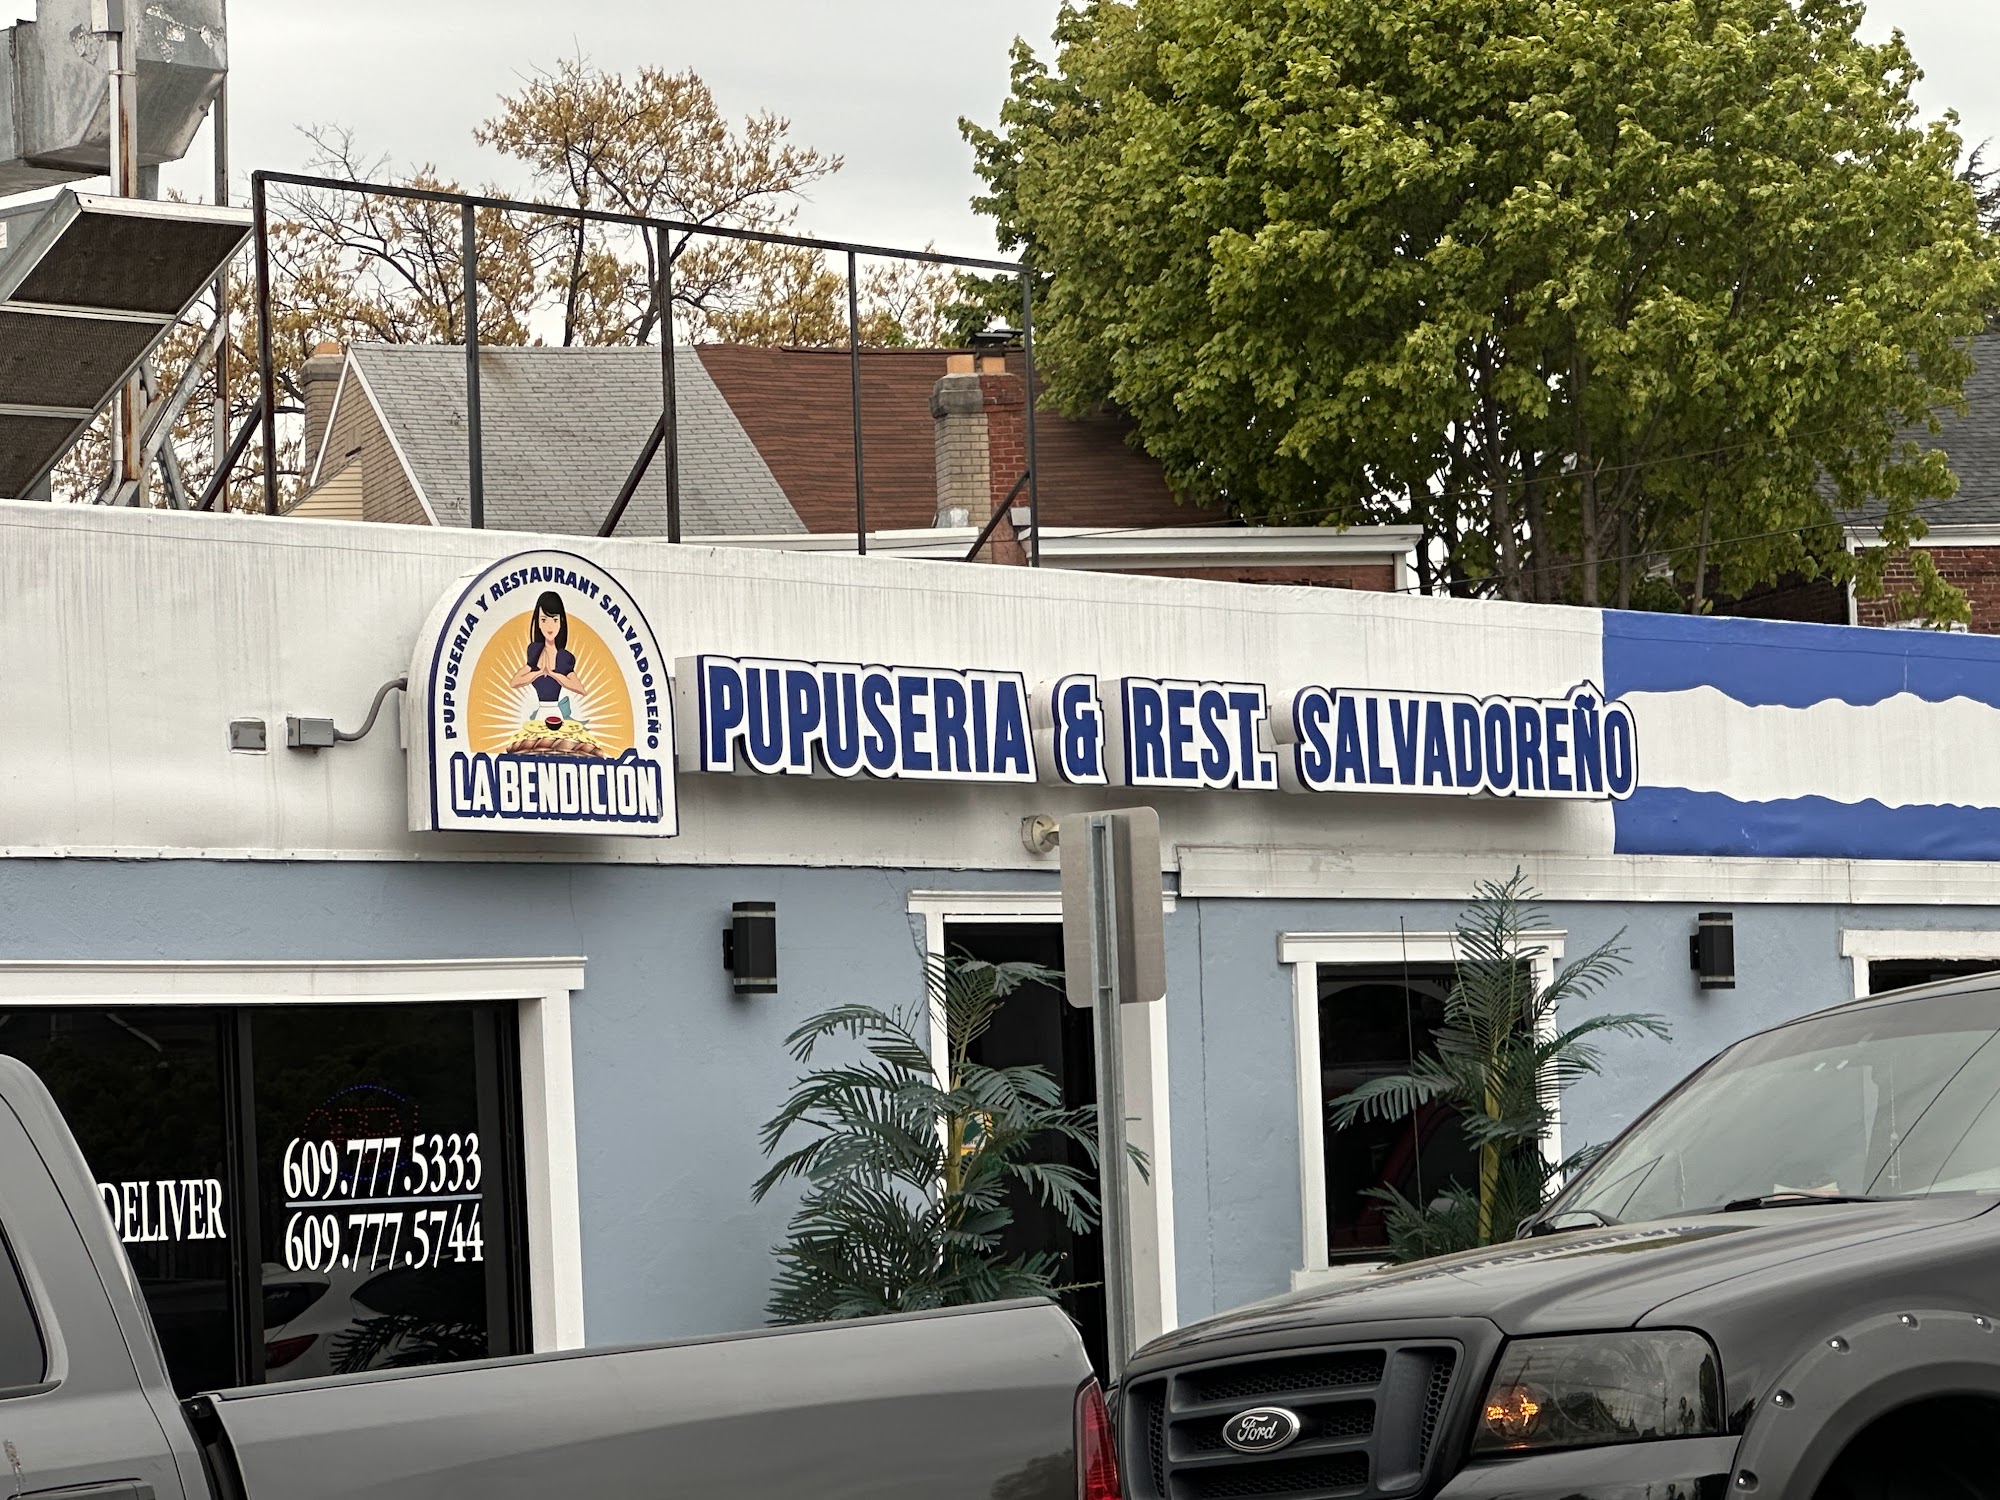 PUPUSERIA Y RESTAURANT SALVADOREÑO
LA BENDICIÓN
PUPUSERIA & REST. SALVADOREÑO
DELIVER
609.777.5333
609.777.5744
Ford